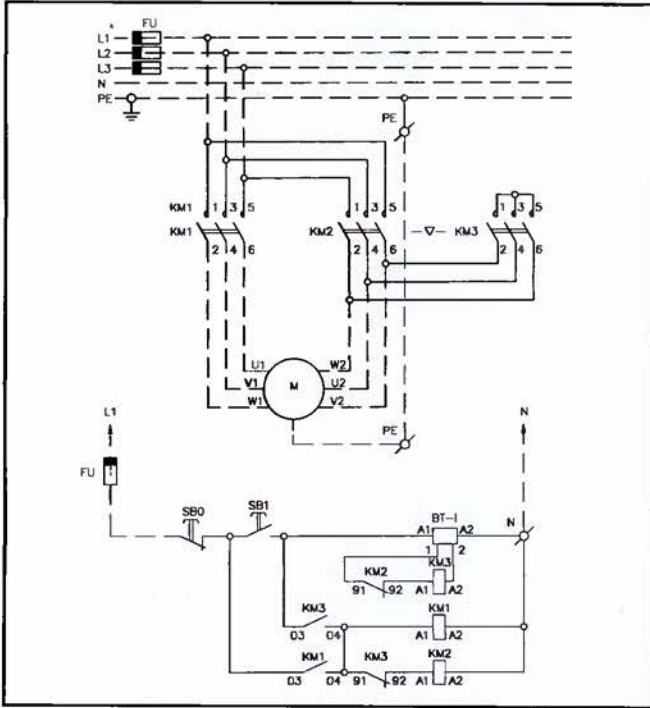 FU
L1
L2
L3
N
PE
PE
KM1 1 3 5
KM1 2 4 6
1 3 5
KM2 2 4 6
1 3 5
KM3 2 4 6
U1 W2
V1 M U2
W1 V2
PE
L1 N
FU
SB0 SB1 BT-I
A1 A2 N
1 2
KM2 KM3
91 92 A1 A2
KM3 KM1
03 04 A1 A2
KM1 KM3 KM2
03 04 91 92 A1 A2